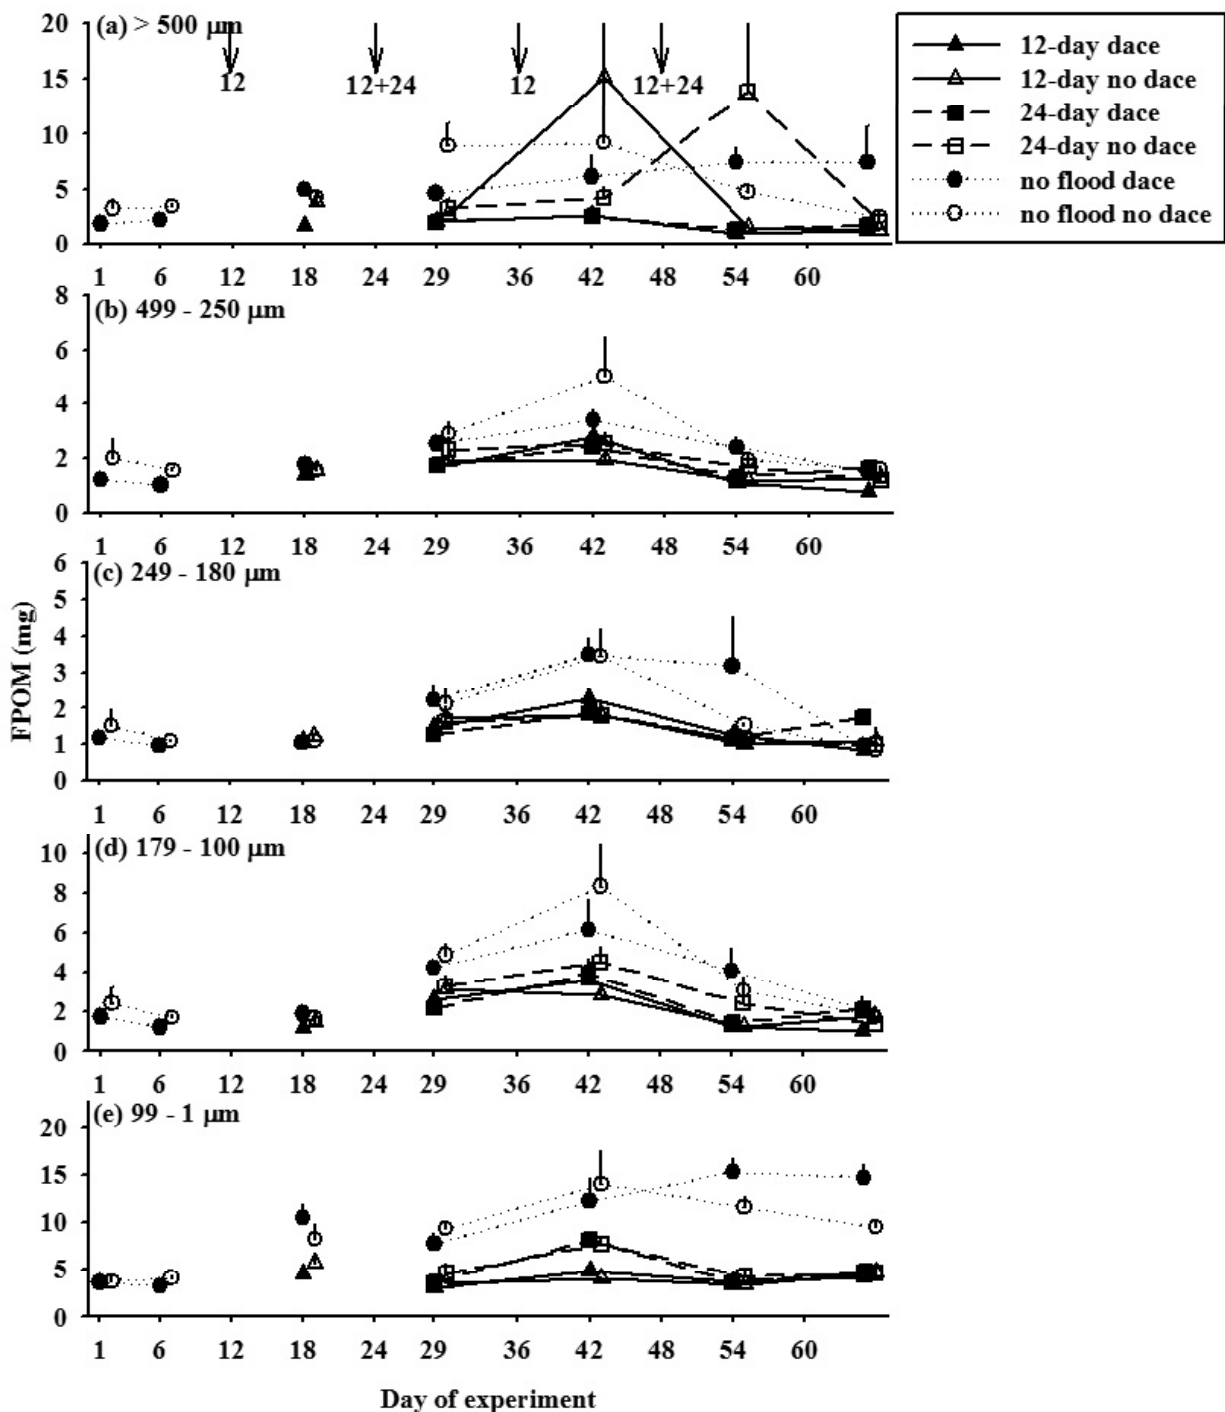 20 (a) > 500 μm
15
10
5
0
12
12+24
12
12+24
12-day dace
12-day no dace
24-day dace
24-day no dace
no flood dace
no flood no dace
1 6 12 18 24 29 36 42 48 54 60
8 (b) 499 - 250 μm
6
4
2
0
1 6 12 18 24 29 36 42 48 54 60
6 (c) 249 - 180 μm
5
4
3
2
1
0
1 6 12 18 24 29 36 42 48 54 60
FPOM (mg)
10 (d) 179 - 100 μm
8
6
4
2
0
1 6 12 18 24 29 36 42 48 54 60
(e) 99 - 1 μm
20
15
10
5
0
1 6 12 18 24 29 36 42 48 54 60
Day of experiment